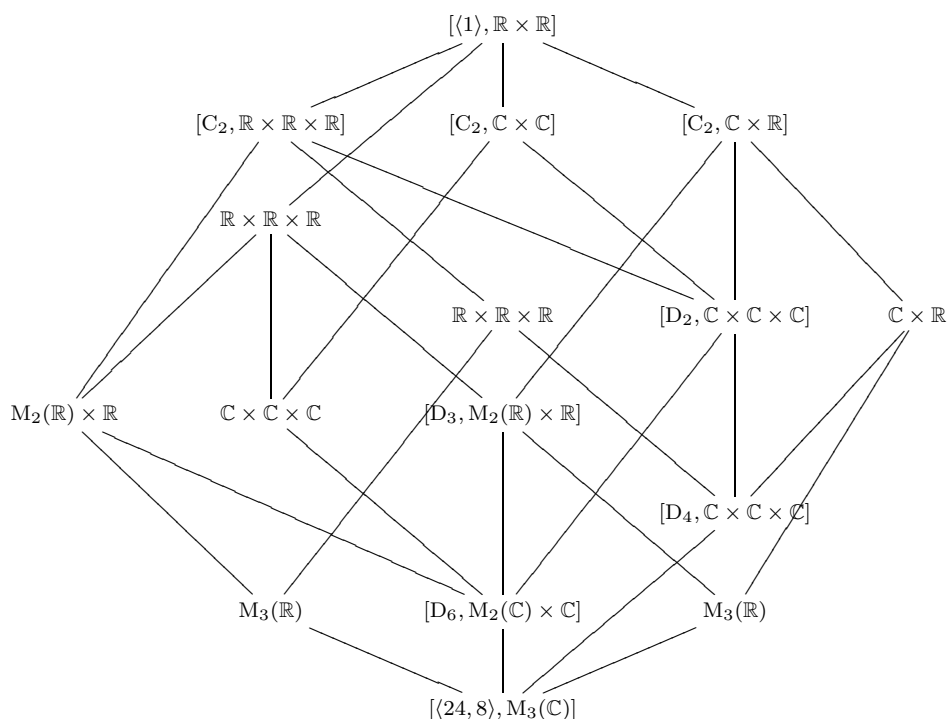 [⟨1⟩, ℝ × ℝ]
[C₂, ℝ × ℝ × ℝ] [C₂, ℂ × ℂ] [C₂, ℂ × ℝ]
ℝ × ℝ × ℝ
ℝ × ℝ × ℝ [D₂, ℂ × ℂ × ℂ] ℂ × ℝ
M₂(ℝ) × ℝ ℂ × ℂ × ℂ [D₃, M₂(ℝ) × ℝ]
[D₄, ℂ × ℂ × ℂ]
M₃(ℝ) [D₆, M₂(ℂ) × ℂ] M₃(ℝ)
[⟨24, 8⟩, M₃(ℂ)]